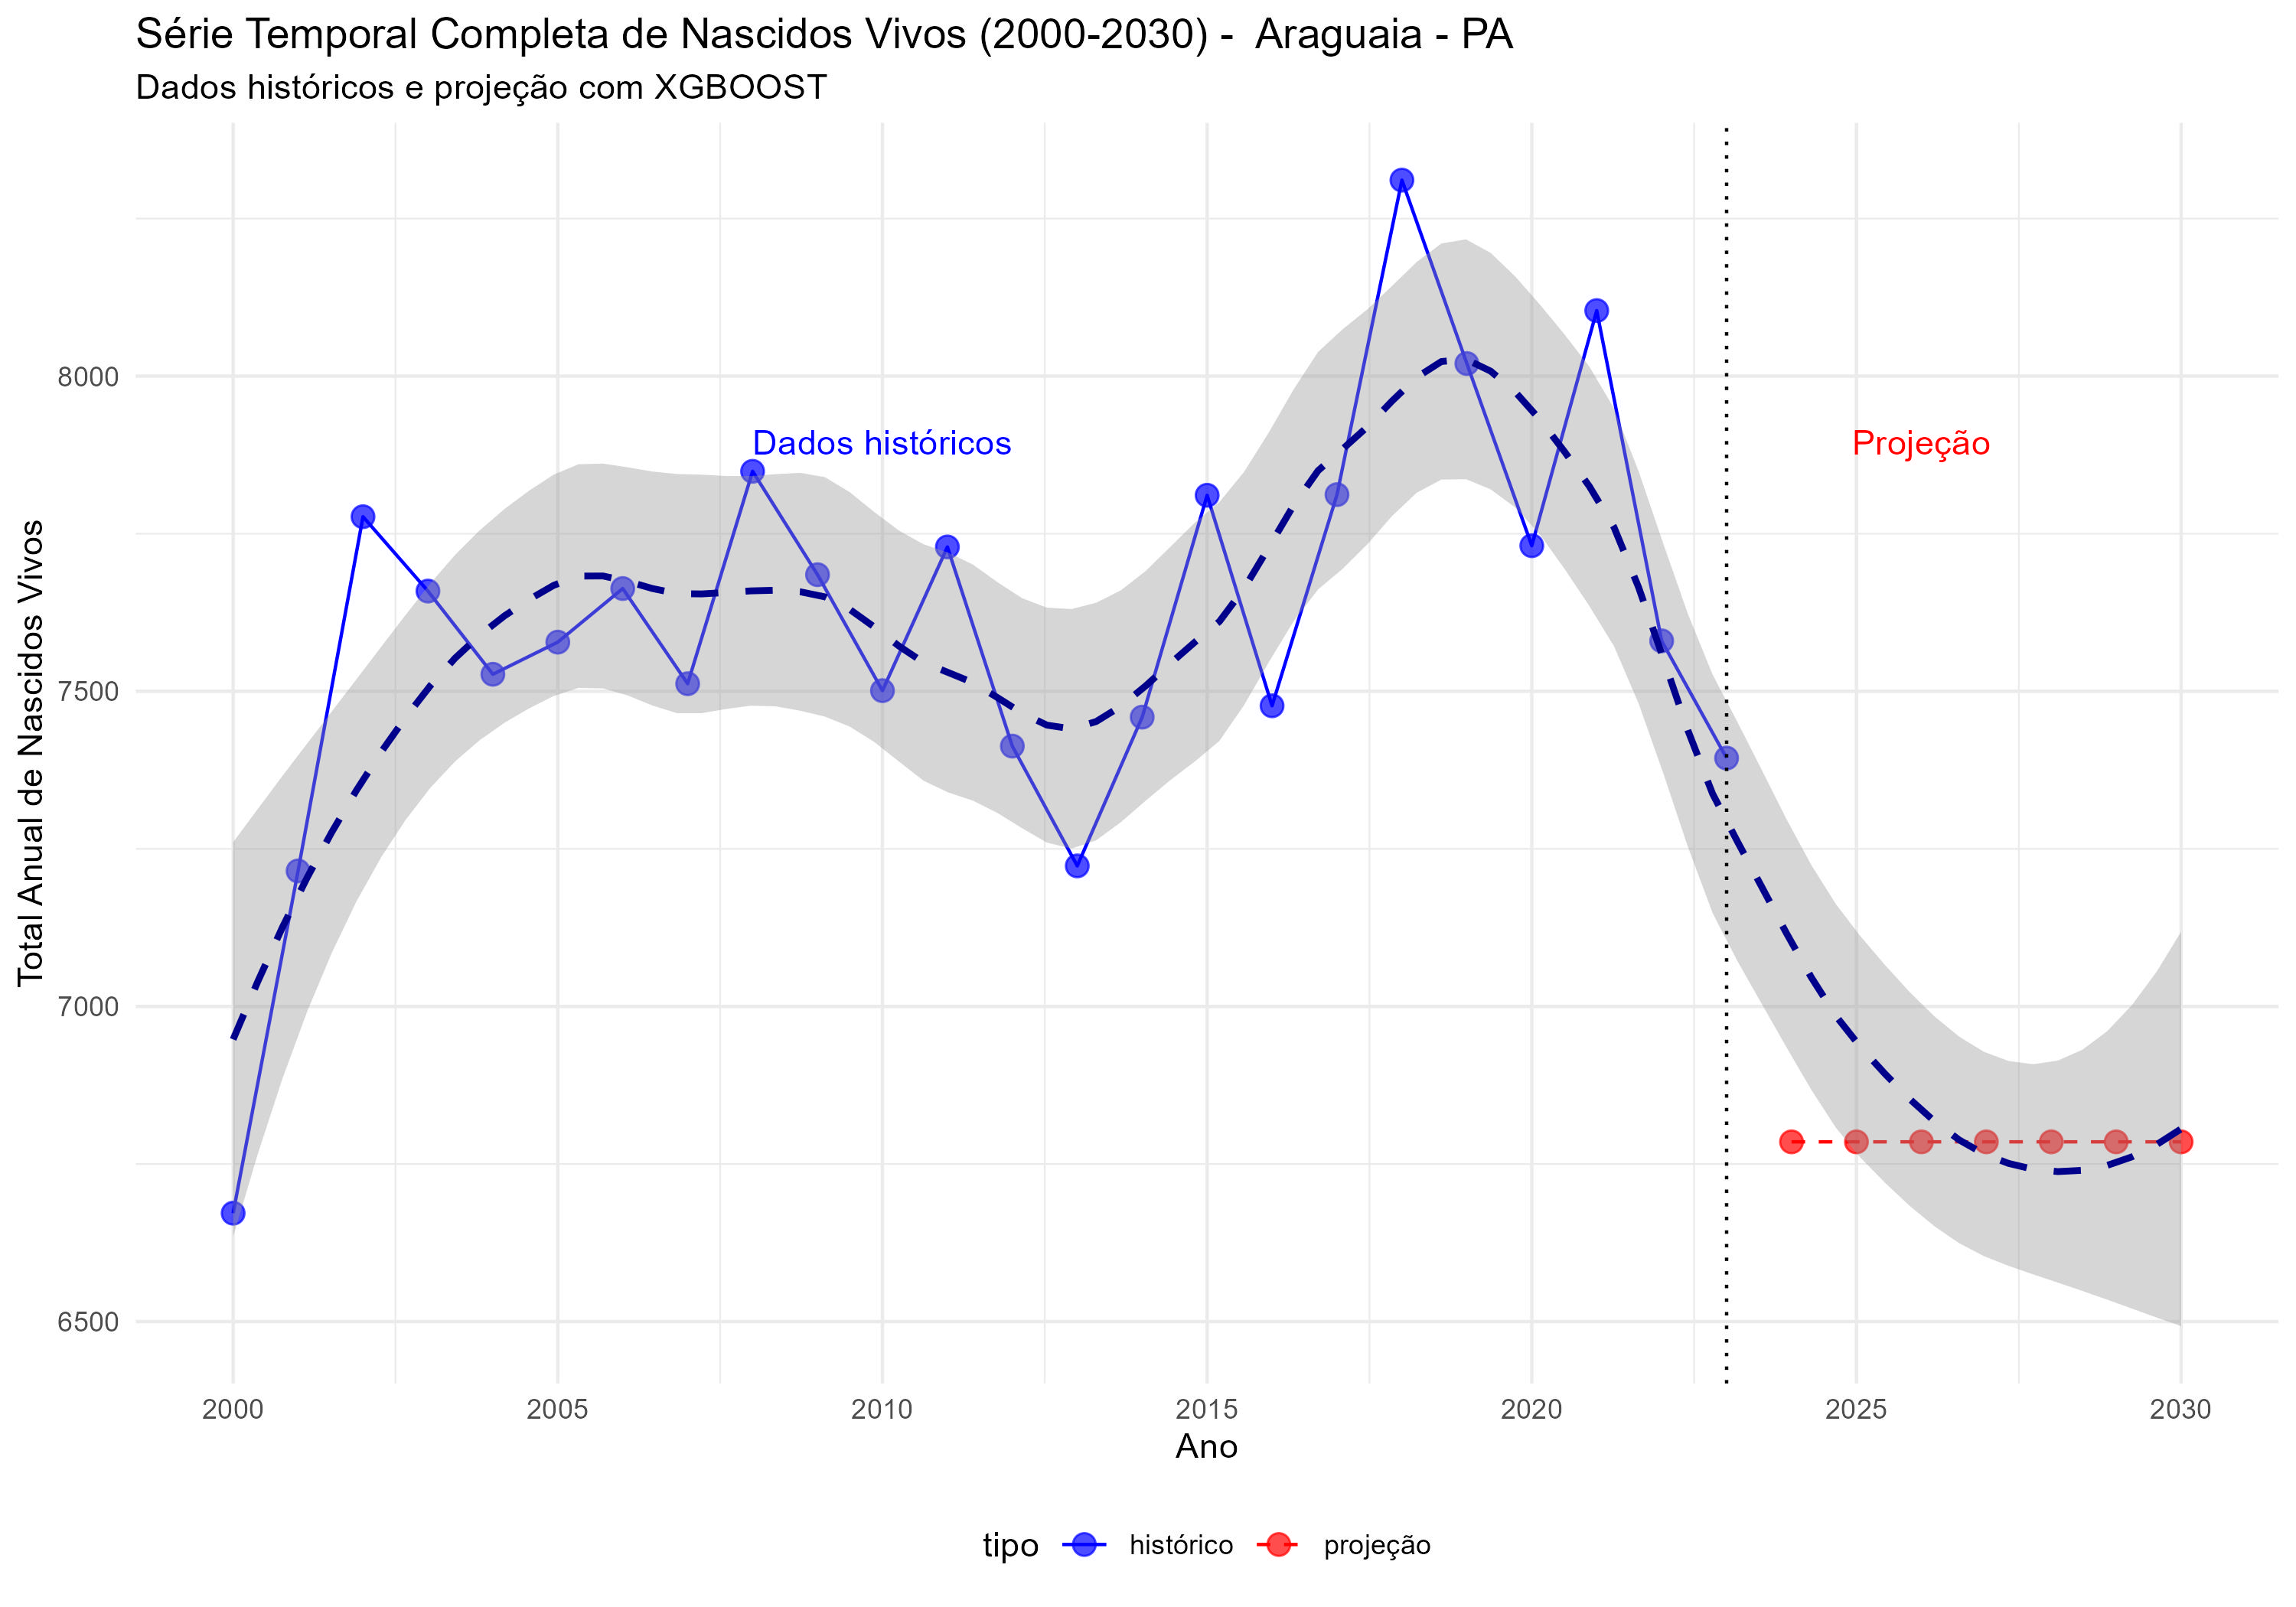 Série Temporal Completa de Nascidos Vivos (2000-2030) -  Araguaia - PA
Dados históricos e projeção com XGBOOST
Total Anual de Nascidos Vivos
8000
7500
7000
6500
Dados históricos
Projeção
2000
2005
2010
2015
2020
2025
2030
Ano
tipo
histórico
projeção